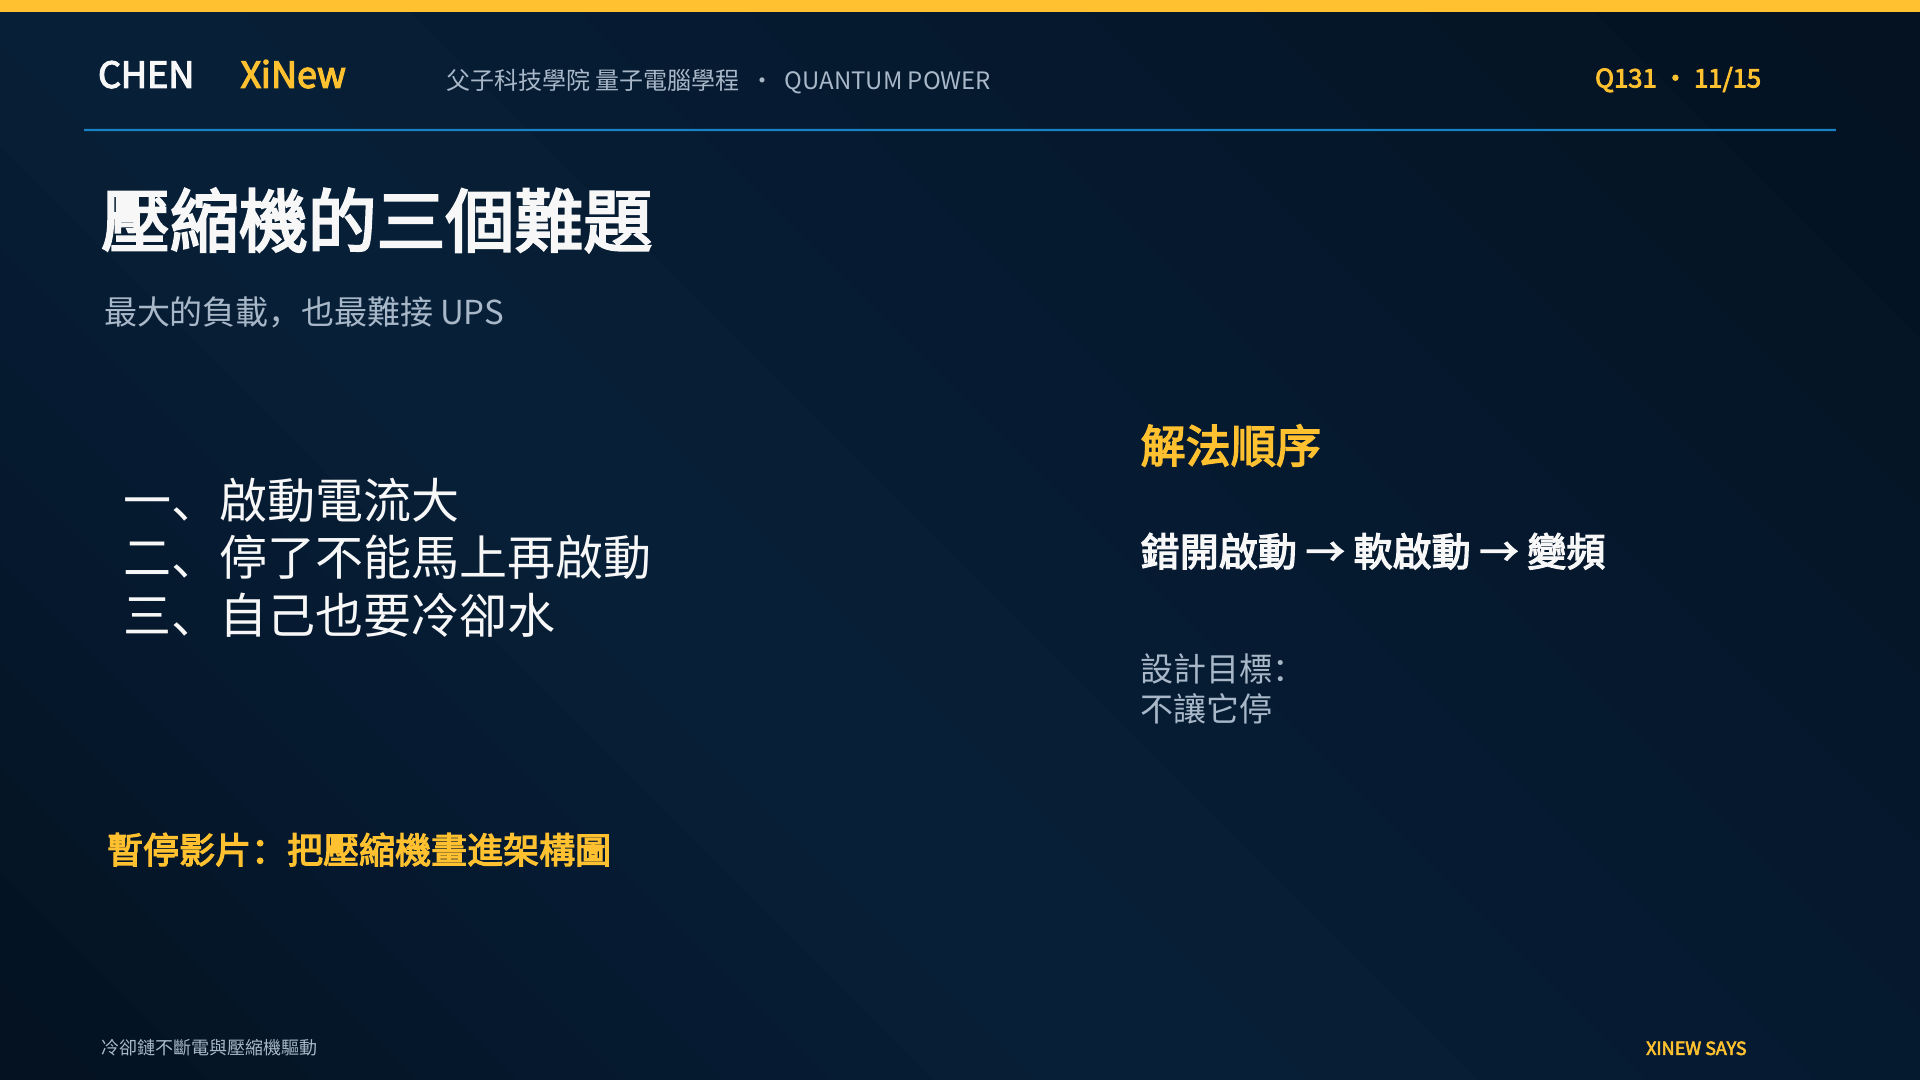 CHEN XiNew 父子科技學院 量子電腦學程 · QUANTUM POWER Q131 · 11/15
壓縮機的三個難題
最大的負載，也最難接 UPS
一、啟動電流大
二、停了不能馬上再啟動
三、自己也要冷卻水
解法順序
錯開啟動 → 軟啟動 → 變頻
設計目標：
不讓它停
暫停影片：把壓縮機畫進架構圖
冷卻鏈不斷電與壓縮機驅動
XINEW SAYS